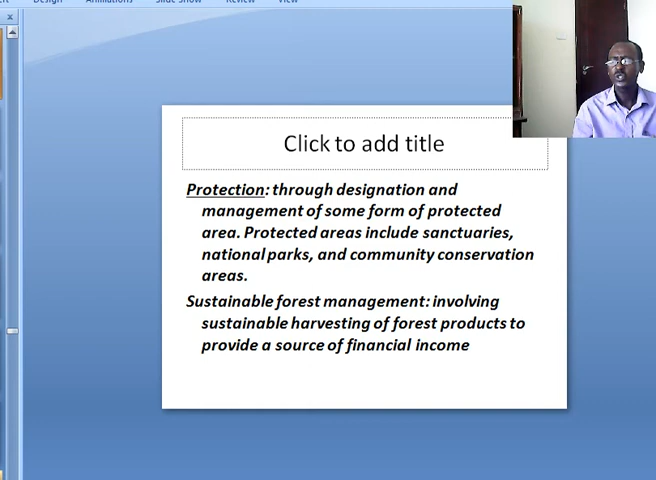 Design Animations Slide Show Review View
Click to add title
Protection: through designation and
management of some form of protected
area. Protected areas include sanctuaries,
national parks, and community conservation
areas.
Sustainable forest management: involving
sustainable harvesting of forest products to
provide a source of financial income